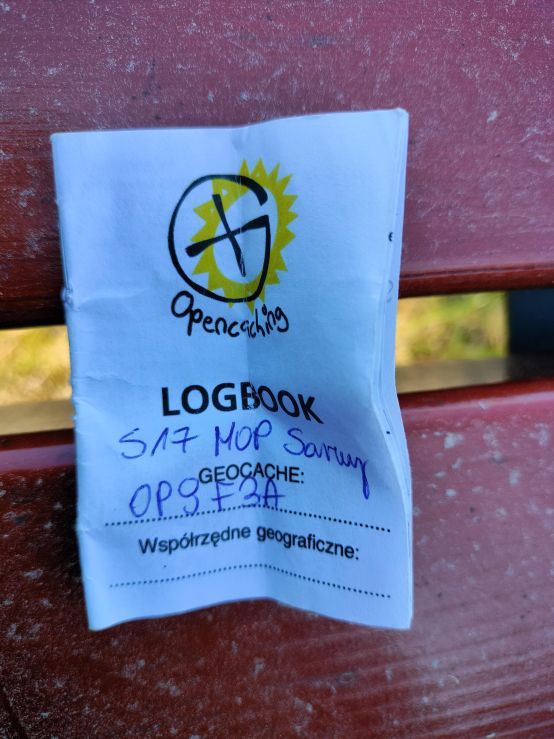 Opencaching
LOGBOOK
S17 MOP Sarny
GEOCACHE:
OP9F3A
Współrzędne geograficzne: